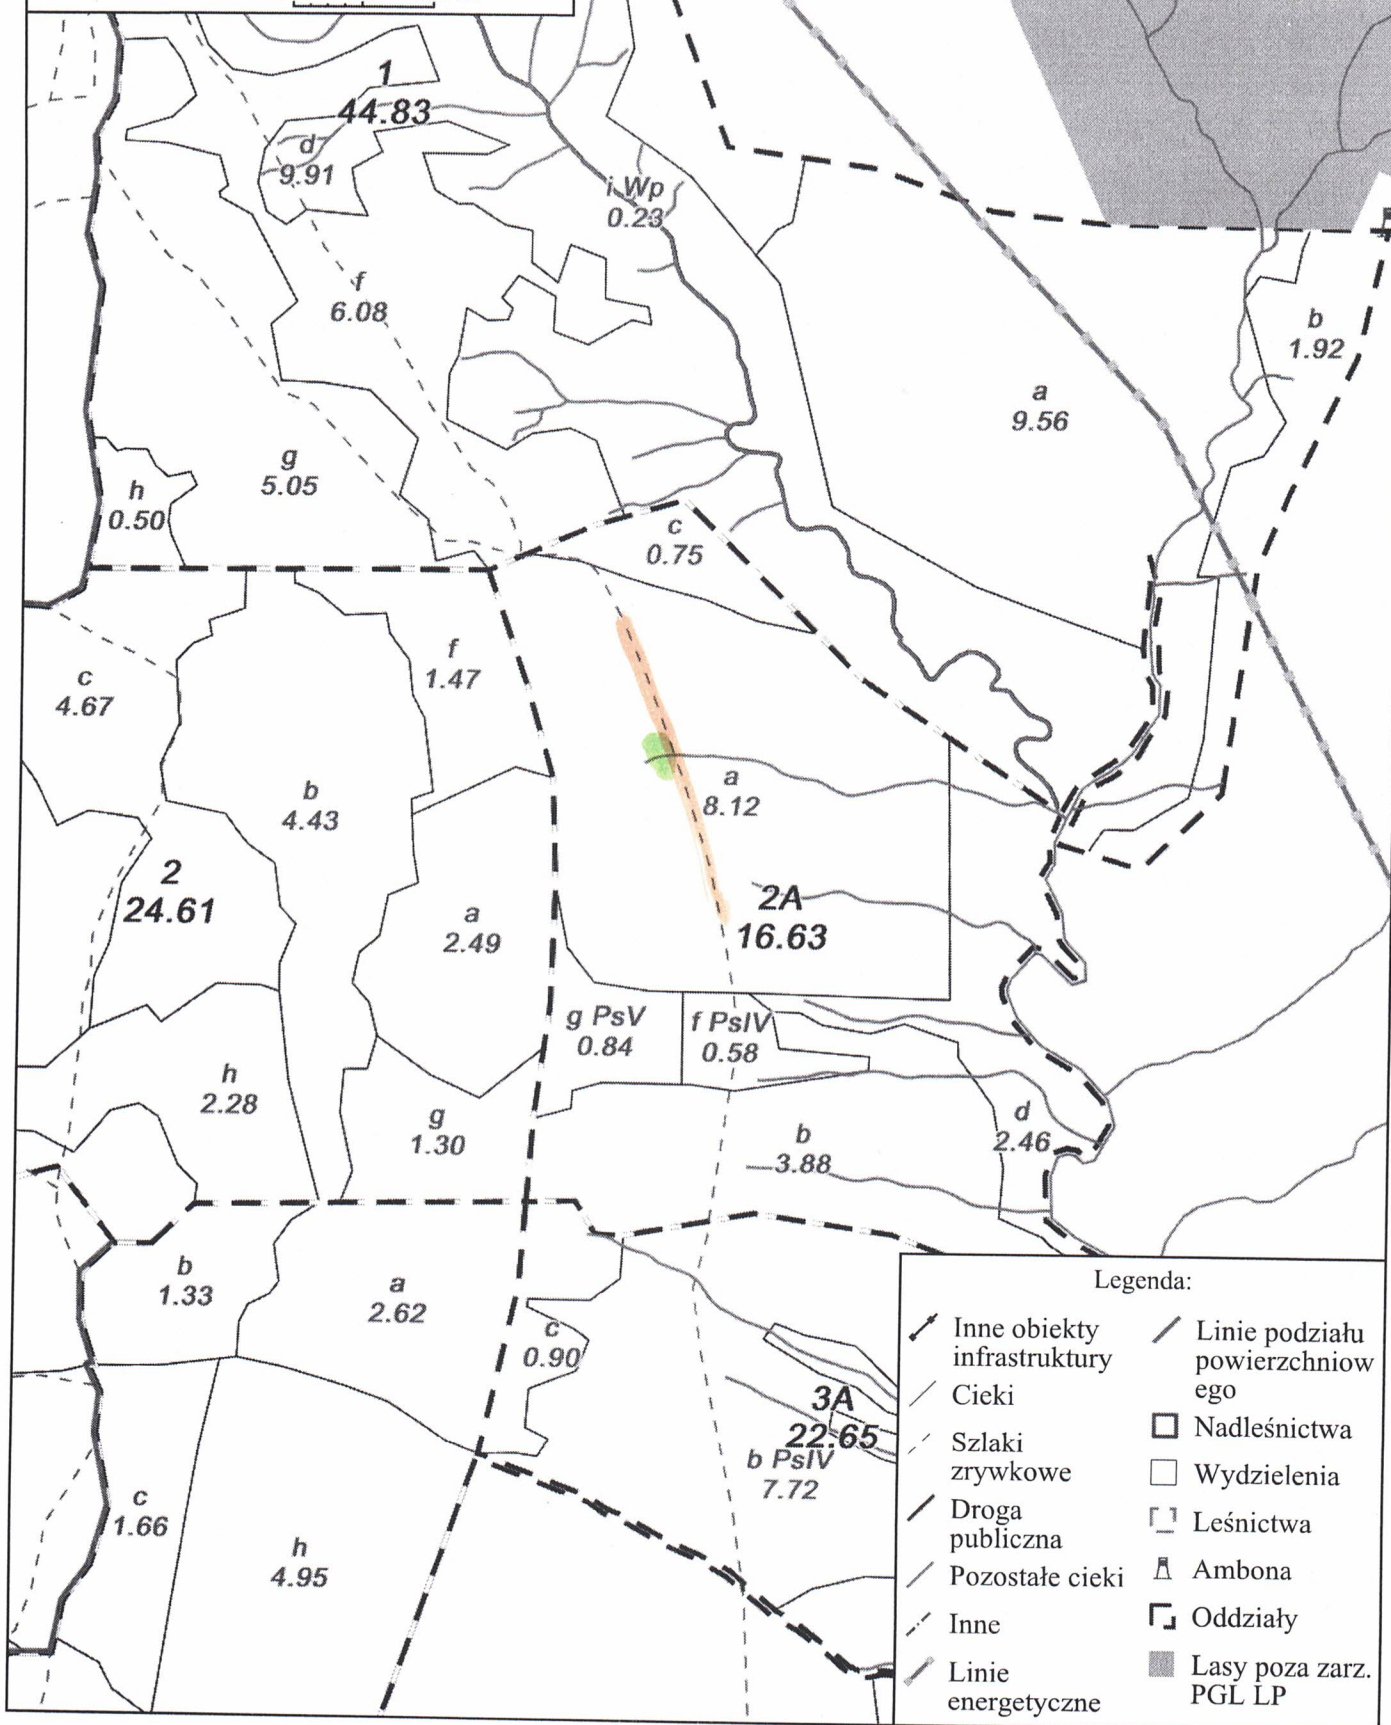 1
44.83
d
9.91
i Wp
0.23
f
6.08
b
1.92
a
9.56
g
5.05
h
0.50
c
0.75
f
1.47
c
4.67
a
8.12
b
4.43
2
24.61
2A
16.63
a
2.49
g PsV
0.84
f PsIV
0.58
h
2.28
g
1.30
b
3.88
d
2.46
b
1.33
a
2.62
c
0.90
3A
22.65
b PsIV
7.72
c
1.66
h
4.95
Legenda:
Inne obiekty
infrastruktury
Cieki
Szlaki
zrywkowe
Droga
publiczna
Pozostałe cieki
Inne
Linie
energetyczne
Linie podziału
powierzchniow
ego
Nadleśnictwa
Wydzielenia
Leśnictwa
Ambona
Oddziały
Lasy poza zarz.
PGL LP